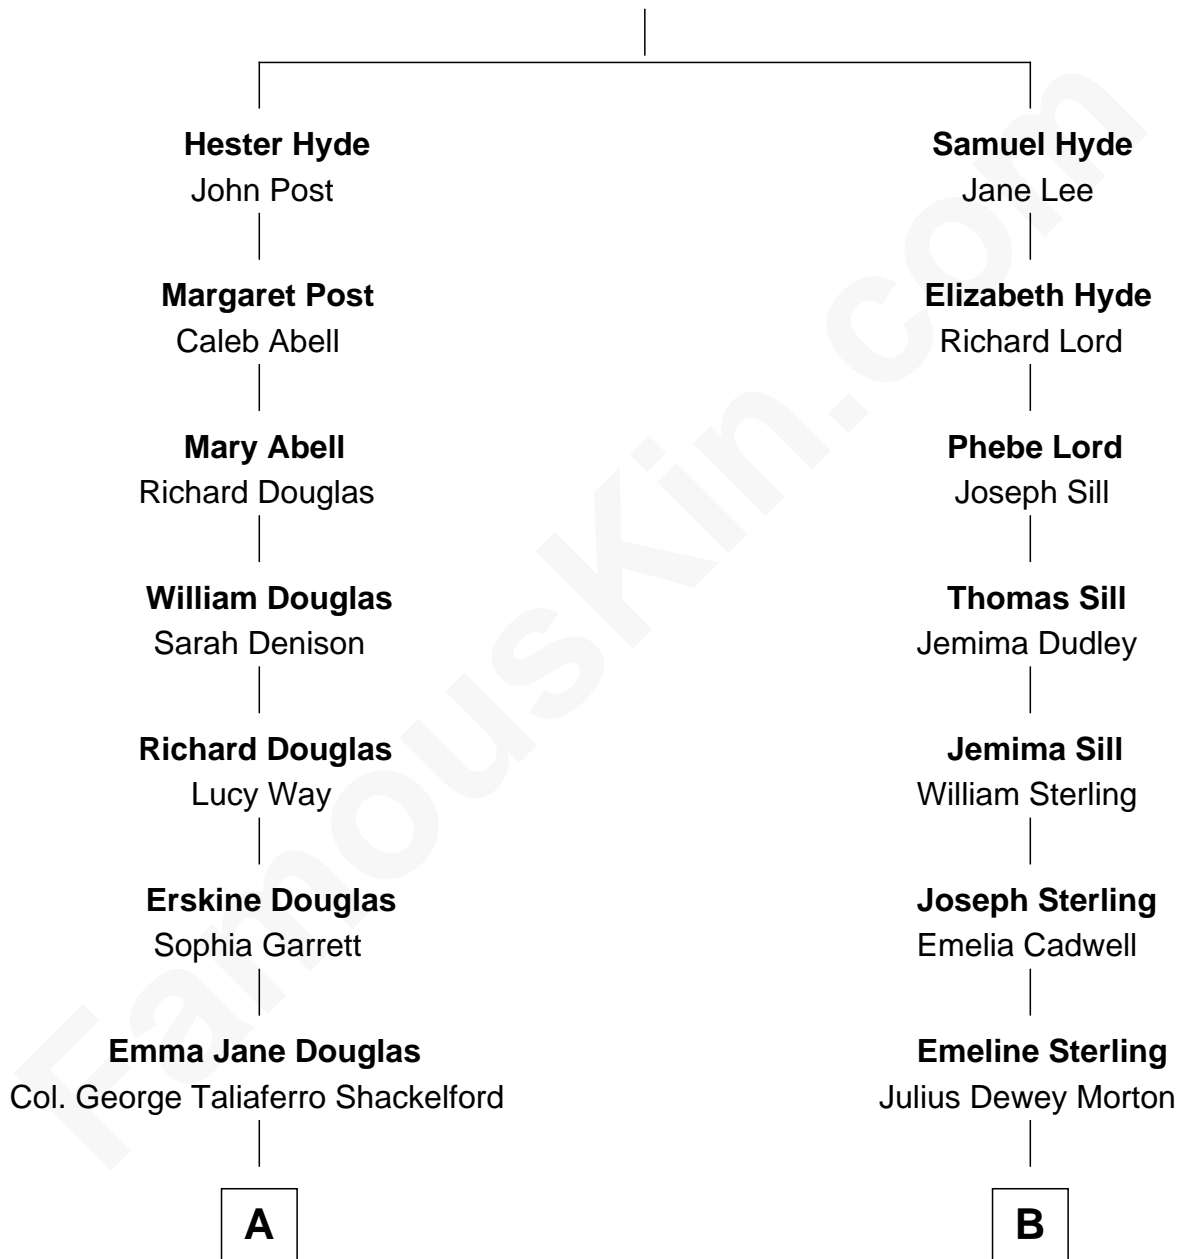 Hester Hyde
John Post
Margaret Post
Caleb Abell
Mary Abell
Richard Douglas
William Douglas
Sarah Denison
Richard Douglas
Lucy Way
Erskine Douglas
Sophia Garrett
Emma Jane Douglas
Col. George Taliaferro Shackelford
A
Samuel Hyde
Jane Lee
Elizabeth Hyde
Richard Lord
Phebe Lord
Joseph Sill
Thomas Sill
Jemima Dudley
Jemima Sill
William Sterling
Joseph Sterling
Emelia Cadwell
Emeline Sterling
Julius Dewey Morton
B
FamousKin.com